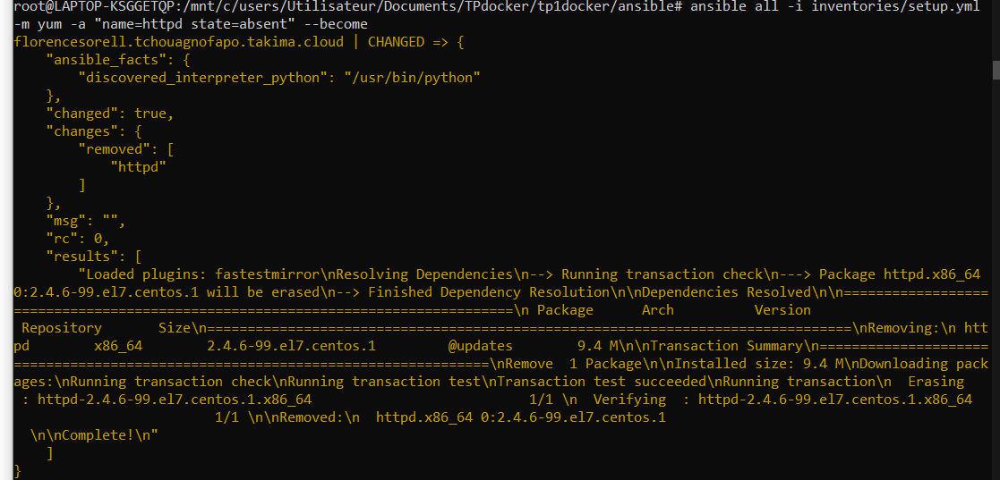 root@LAPTOP-KSGGETQP:/mnt/c/users/Utilisateur/Documents/TPdocker/tp1docker/ansible# ansible all -i inventories/setup.yml
-m yum -a "name=httpd state=absent" --become
florencesorell.tchouagnofapo.takima.cloud | CHANGED => {
    "ansible_facts": {
        "discovered_interpreter_python": "/usr/bin/python"
    },
    "changed": true,
    "changes": {
        "removed": [
            "httpd"
        ]
    },
    "msg": "",
    "rc": 0,
    "results": [
        "Loaded plugins: fastestmirror\nResolving Dependencies\n--> Running transaction check\n---> Package httpd.x86_64
0:2.4.6-99.el7.centos.1 will be erased\n--> Finished Dependency Resolution\n\nDependencies Resolved\n\n==================
==============================================================\n Package      Arch          Version
 Repository       Size\n================================================================================\nRemoving:\n htt
pd        x86_64        2.4.6-99.el7.centos.1         @updates         9.4 M\n\nTransaction Summary\n=====================
===========================================================\nRemove  1 Package\n\nInstalled size: 9.4 M\nDownloading pack
ages:\nRunning transaction check\nRunning transaction test\nTransaction test succeeded\nRunning transaction\n  Erasing
 : httpd-2.4.6-99.el7.centos.1.x86_64                           1/1 \n  Verifying  : httpd-2.4.6-99.el7.centos.1.x86_64
                         1/1 \n\nRemoved:\n  httpd.x86_64 0:2.4.6-99.el7.centos.1
  \n\nComplete!\n"
    ]
}